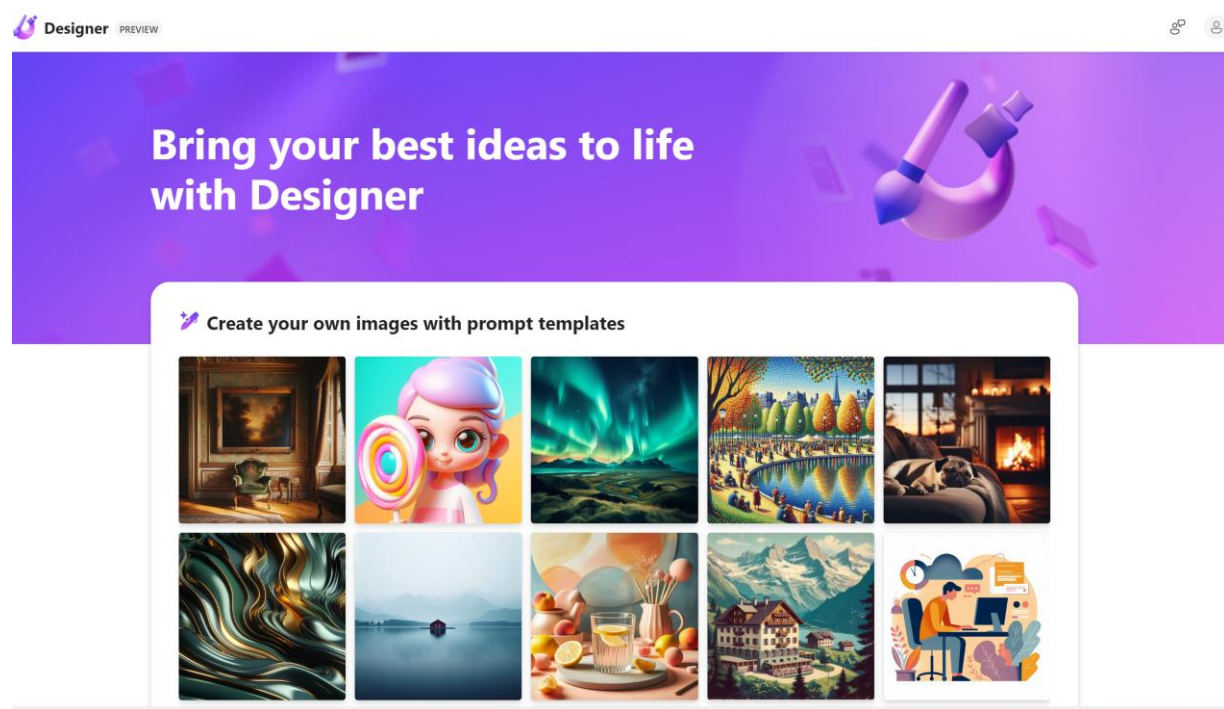 Designer PREVIEW
Bring your best ideas to life
with Designer
Create your own images with prompt templates